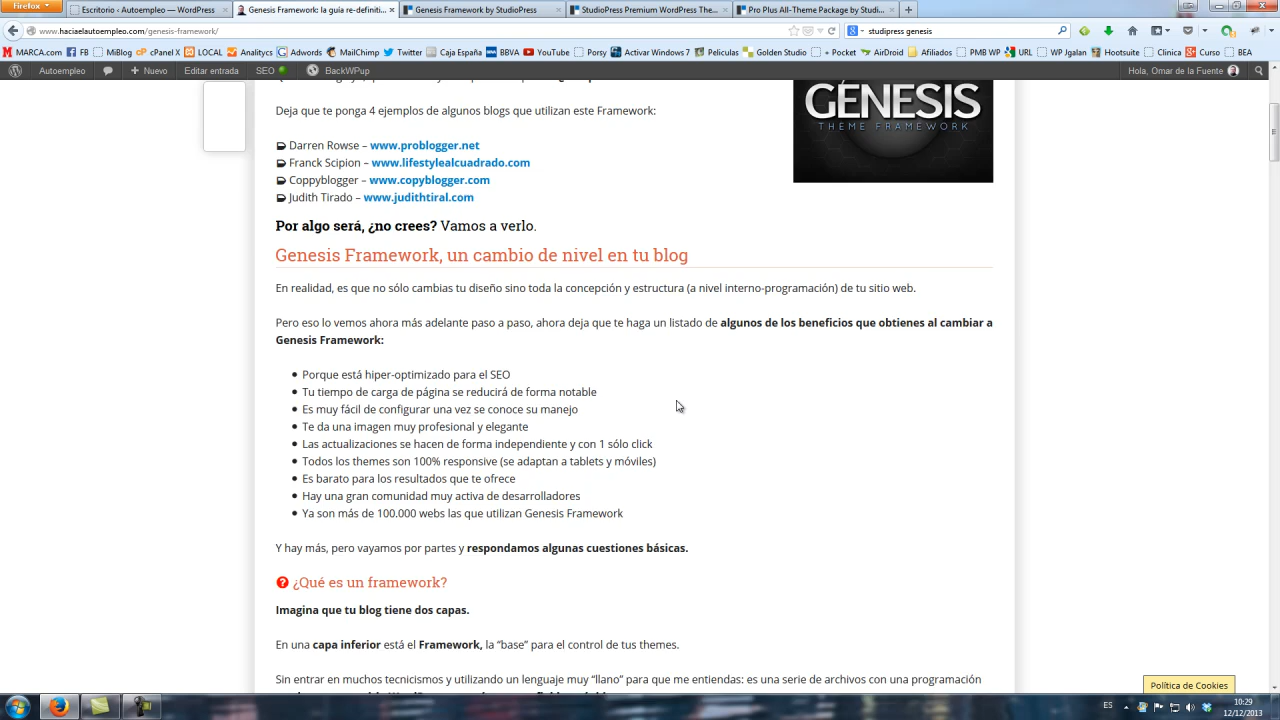 Firefox
Escritorio ‹ Autoempleo — WordPress
Genesis Framework: la guía re-definiti...
Genesis Framework by StudioPress
StudioPress Premium WordPress The...
Pro Plus All-Theme Package by Studi...
www.haciaelautoempleo.com/genesis-framework/
studipress genesis
MARCA.com FB MiBlog cPanel X LOCAL Analitycs Adwords MailChimp Twitter Caja España BBVA YouTube Porsy Activar Windows 7 Peliculas Golden Studio + Pocket AirDroid Afiliados PMB WP URL WP Jgalan Hootsuite Clinica Curso BEA
Autoempleo Nuevo Editar entrada SEO BackWPup Hola, Omar de la Fuente
Deja que te ponga 4 ejemplos de algunos blogs que utilizan este Framework:
GENESIS
THEME FRAMEWORK
Darren Rowse – www.problogger.net
Franck Scipion – www.lifestylealcuadrado.com
Coppyblogger – www.copyblogger.com
Judith Tirado – www.judithtiral.com
Por algo será, ¿no crees? Vamos a verlo.
Genesis Framework, un cambio de nivel en tu blog
En realidad, es que no sólo cambias tu diseño sino toda la concepción y estructura (a nivel interno-programación) de tu sitio web.
Pero eso lo vemos ahora más adelante paso a paso, ahora deja que te haga un listado de algunos de los beneficios que obtienes al cambiar a
Genesis Framework:
Porque está hiper-optimizado para el SEO
Tu tiempo de carga de página se reducirá de forma notable
Es muy fácil de configurar una vez se conoce su manejo
Te da una imagen muy profesional y elegante
Las actualizaciones se hacen de forma independiente y con 1 sólo click
Todos los themes son 100% responsive (se adaptan a tablets y móviles)
Es barato para los resultados que te ofrece
Hay una gran comunidad muy activa de desarrolladores
Ya son más de 100.000 webs las que utilizan Genesis Framework
Y hay más, pero vayamos por partes y respondamos algunas cuestiones básicas.
¿Qué es un framework?
Imagina que tu blog tiene dos capas.
En una capa inferior está el Framework, la “base” para el control de tus themes.
Sin entrar en muchos tecnicismos y utilizando un lenguaje muy “llano” para que me entiendas: es una serie de archivos con una programación
Política de Cookies
ES
10:29
12/12/2013